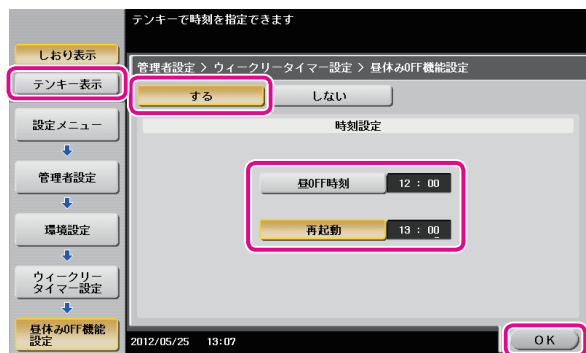 テンキーで時刻を指定できます
しおり表示
テンキー表示
設定メニュー
管理者設定
環境設定
ウィークリー
タイマー設定
昼休みOFF機能
設定
管理者設定 > ウィークリータイマー設定 > 昼休みOFF機能設定
する
しない
時刻設定
昼OFF時刻
12 : 00
再起動
13 : 00
2012/05/25 13:07
OK